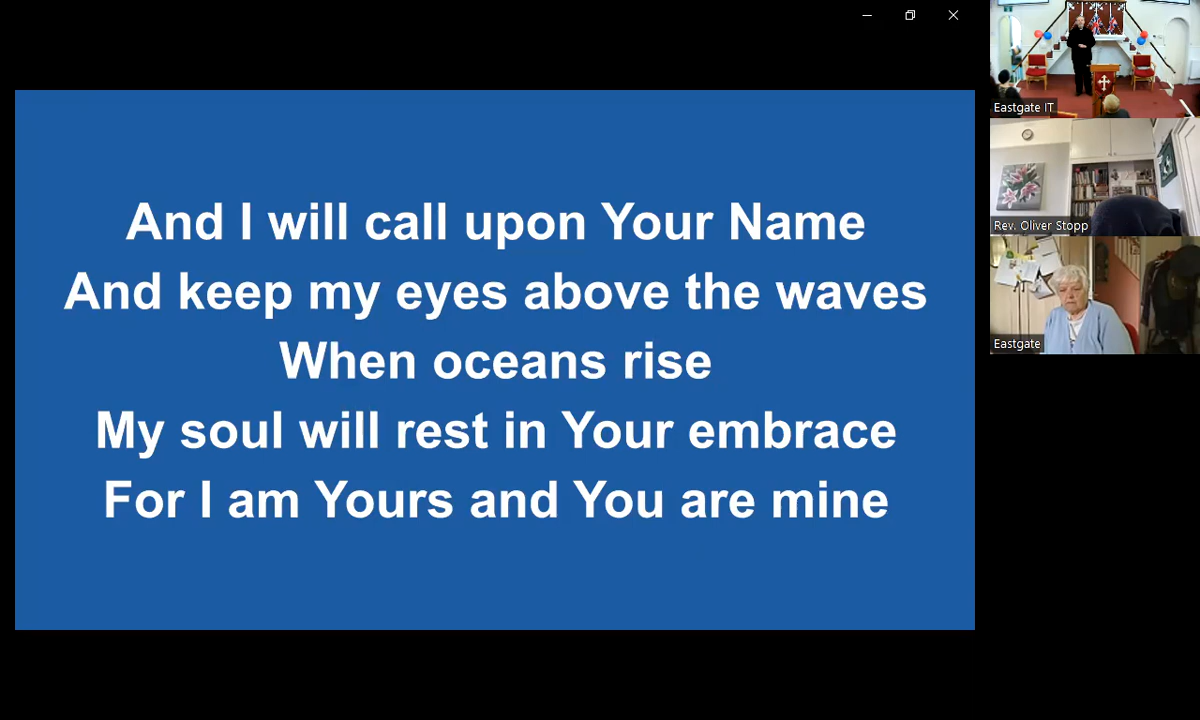 And I will call upon Your Name
And keep my eyes above the waves
When oceans rise
My soul will rest in Your embrace
For I am Yours and You are mine
Eastgate IT
Rev. Oliver Stopp
Eastgate